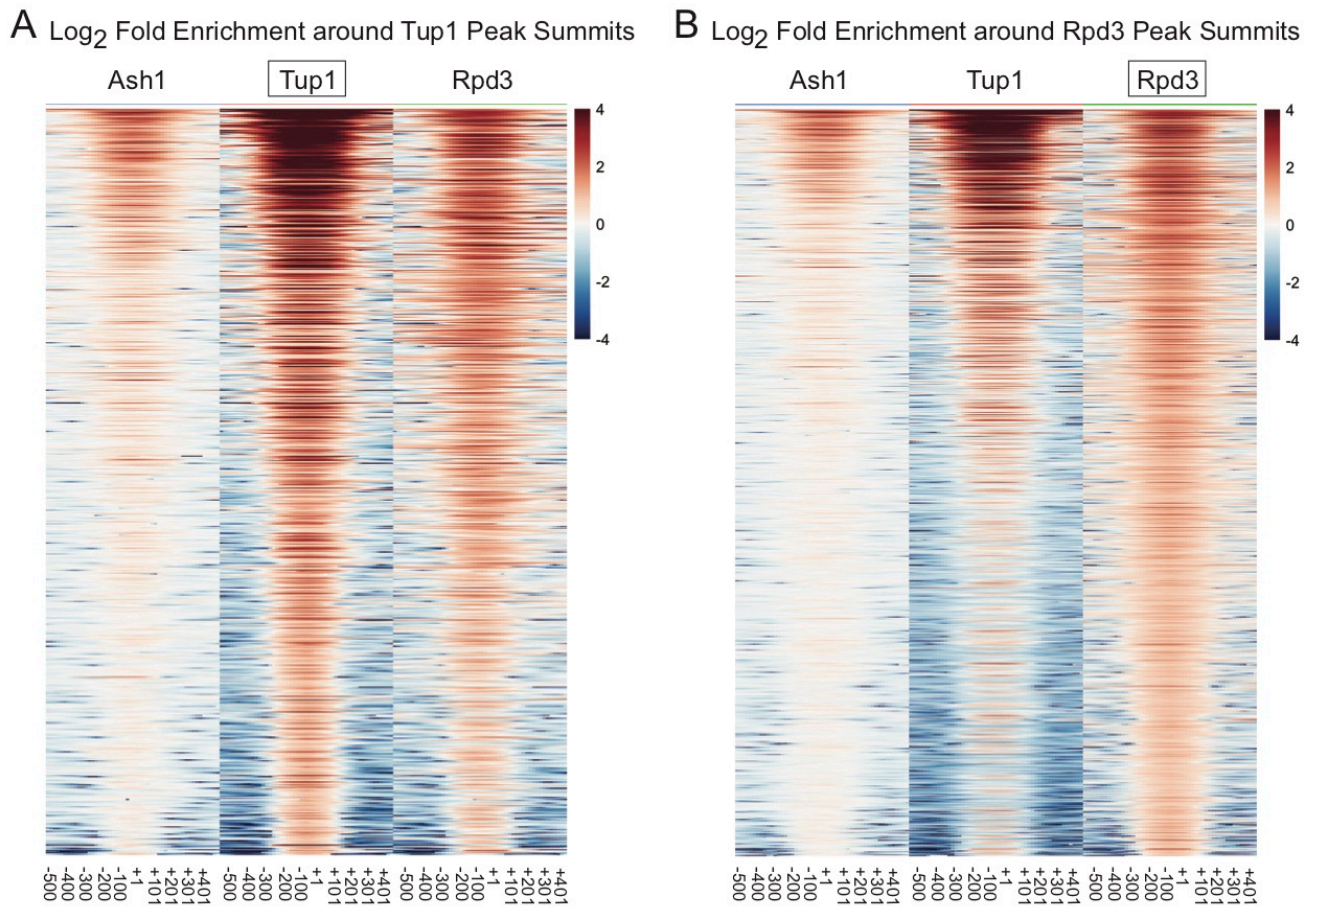 A Log2 Fold Enrichment around Tup1 Peak Summits
Ash1 Tup1 Rpd3
4
2
0
-2
-4
-500 -400 -300 -200 -100 +1 +101 +201 +301 +401 -500 -400 -300 -200 -100 +1 +101 +201 +301 +401 -500 -400 -300 -200 -100 +1 +101 +201 +301 +401
B Log2 Fold Enrichment around Rpd3 Peak Summits
Ash1 Tup1 Rpd3
4
2
0
-2
-4
-500 -400 -300 -200 -100 +1 +101 +201 +301 +401 -500 -400 -300 -200 -100 +1 +101 +201 +301 +401 -500 -400 -300 -200 -100 +1 +101 +201 +301 +401